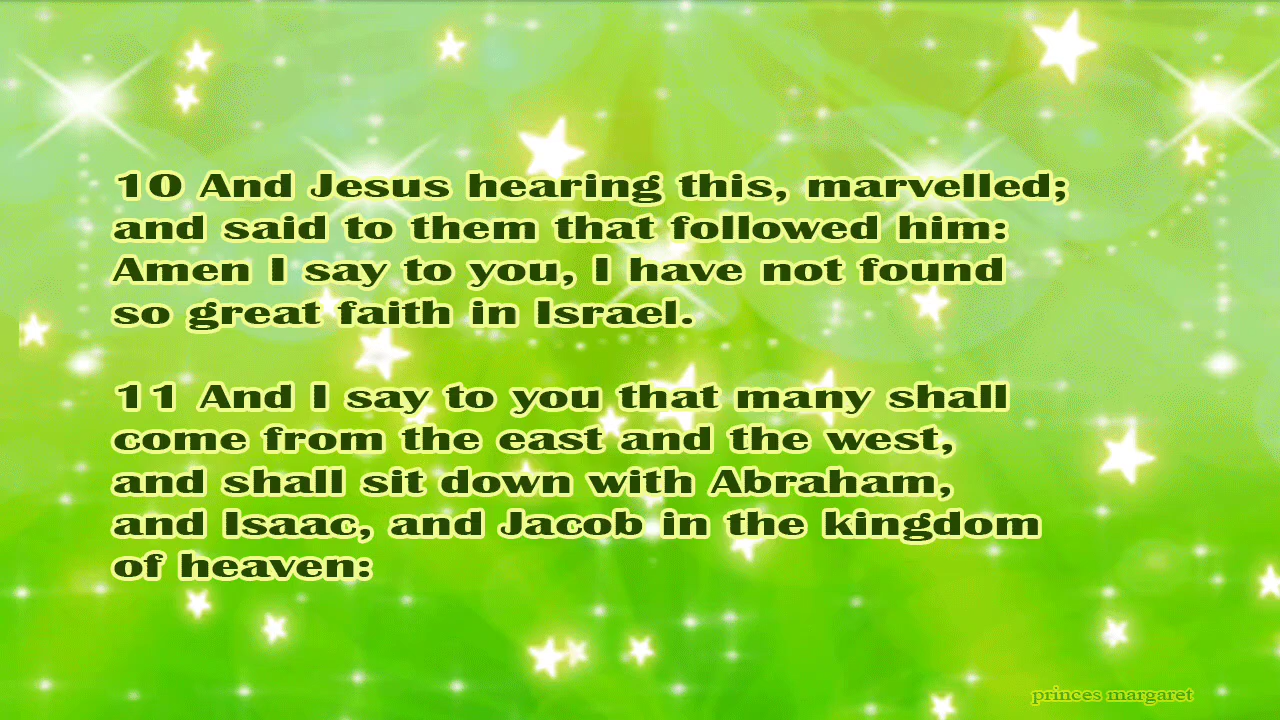 10 And Jesus hearing this, marvelled;
and said to them that followed him:
Amen I say to you, I have not found
so great faith in Israel.
11 And I say to you that many shall
come from the east and the west,
and shall sit down with Abraham,
and Isaac, and Jacob in the kingdom
of heaven:
princes margaret